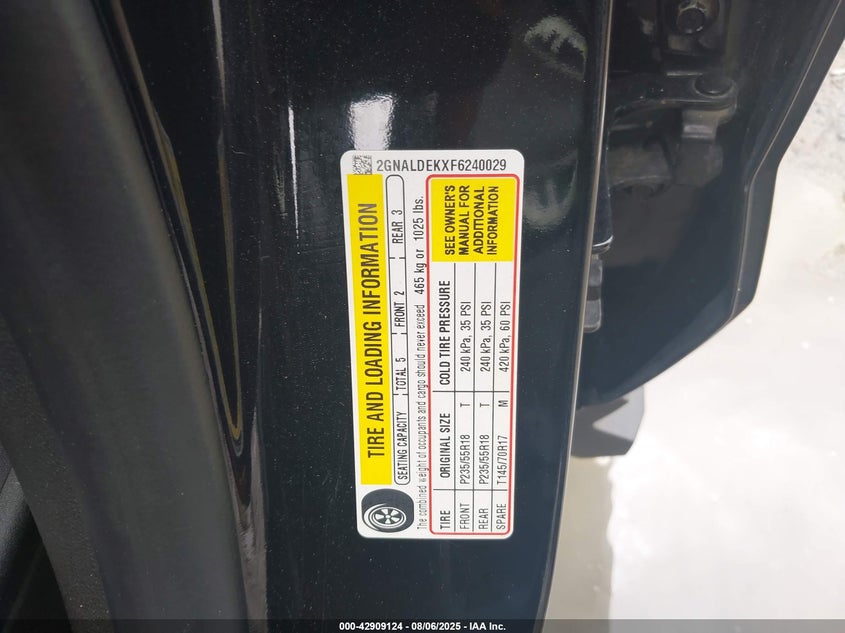 2GNALDEKXF6240029
TIRE AND LOADING INFORMATION
SEATING CAPACITY TOTAL 5 FRONT 2 REAR 3
The combined weight of occupants and cargo should never exceed 465 kg or 1025 lbs.
TIRE ORIGINAL SIZE COLD TIRE PRESSURE
FRONT P235/55R18 T 240 kPa, 35 PSI
REAR P235/55R18 T 240 kPa, 35 PSI
SPARE T145/70R17 M 420 kPa, 60 PSI
SEE OWNER'S
MANUAL FOR
ADDITIONAL
INFORMATION
000-42909124 - 08/06/2025 - IAA Inc.